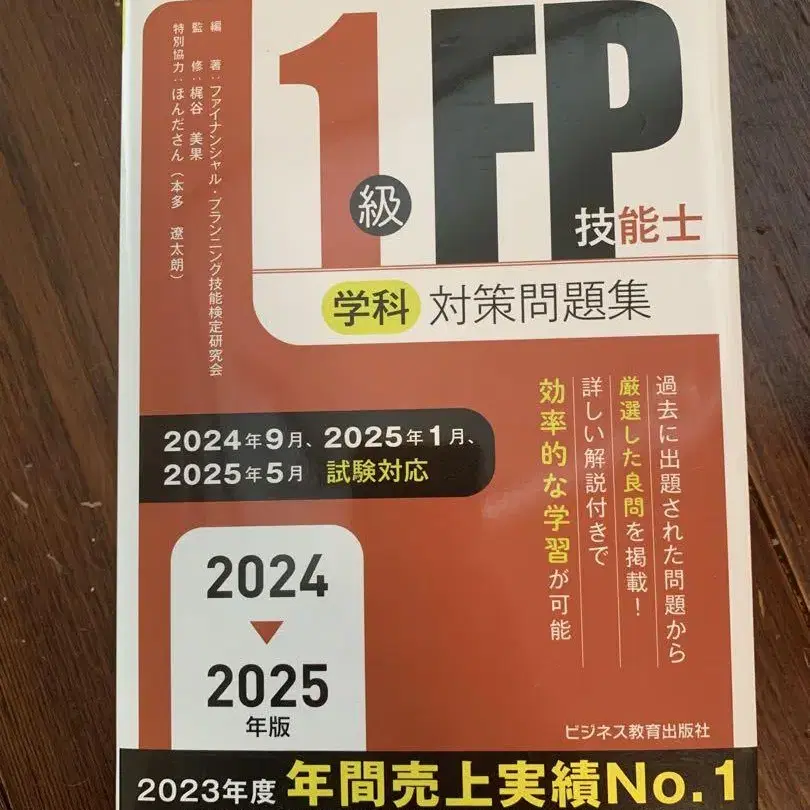 1級FP技能士
学科 対策問題集
編著:ファイナンシャル・プランニング技能検定研究会
監修:梶谷 美果
特別協力:ほんださん(本多 遼太朗)
過去に出題された問題から
厳選した良問を掲載!
詳しい解説付きで
効率的な学習が可能
2024年9月、2025年1月、
2025年5月 試験対応
2024
2025
年版
ビジネス教育出版社
2023年度 年間売上実績No.1